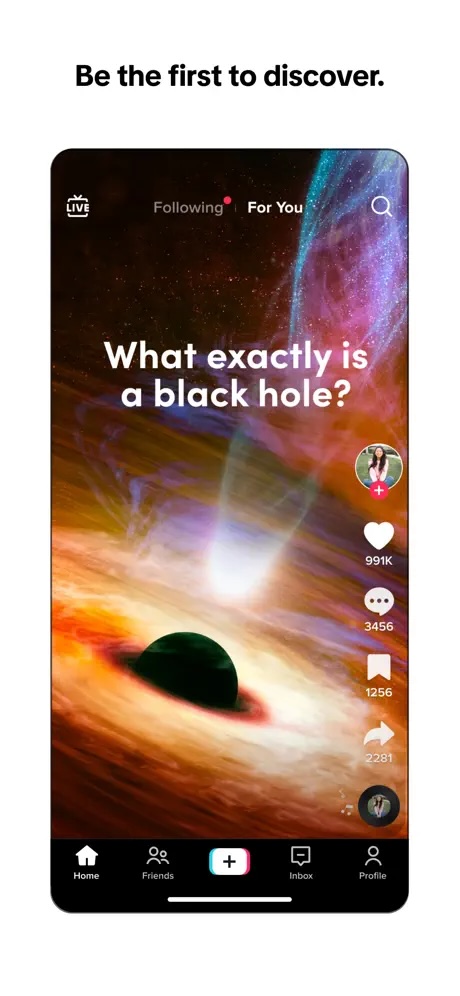 Be the first to discover.
LIVE
Following
For You
What exactly is
a black hole?
991K
3456
1256
2281
Home
Friends
Inbox
Profile